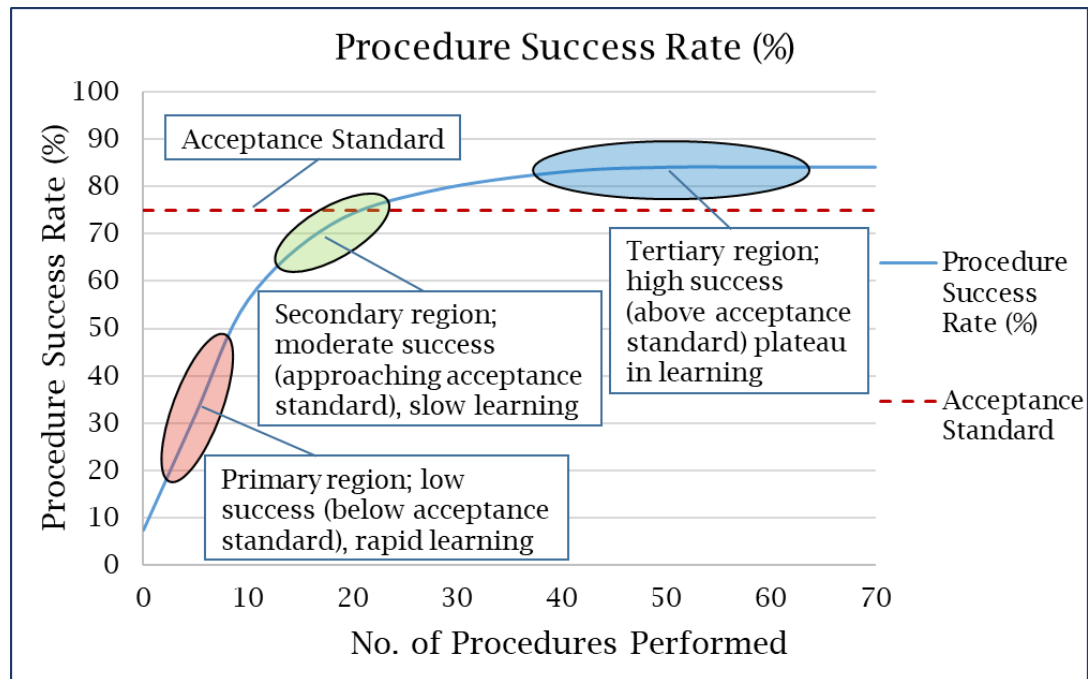 Procedure Success Rate (%)
Procedure Success Rate (%)
100
90
80
70
60
50
40
30
20
10
0
Acceptance Standard
Secondary region;
moderate success
(approaching acceptance
standard), slow learning
Primary region; low
success (below acceptance
standard), rapid learning
Tertiary region;
high success
(above acceptance
standard) plateau
in learning
Procedure
Success
Rate (%)
Acceptance
Standard
0 10 20 30 40 50 60 70
No. of Procedures Performed